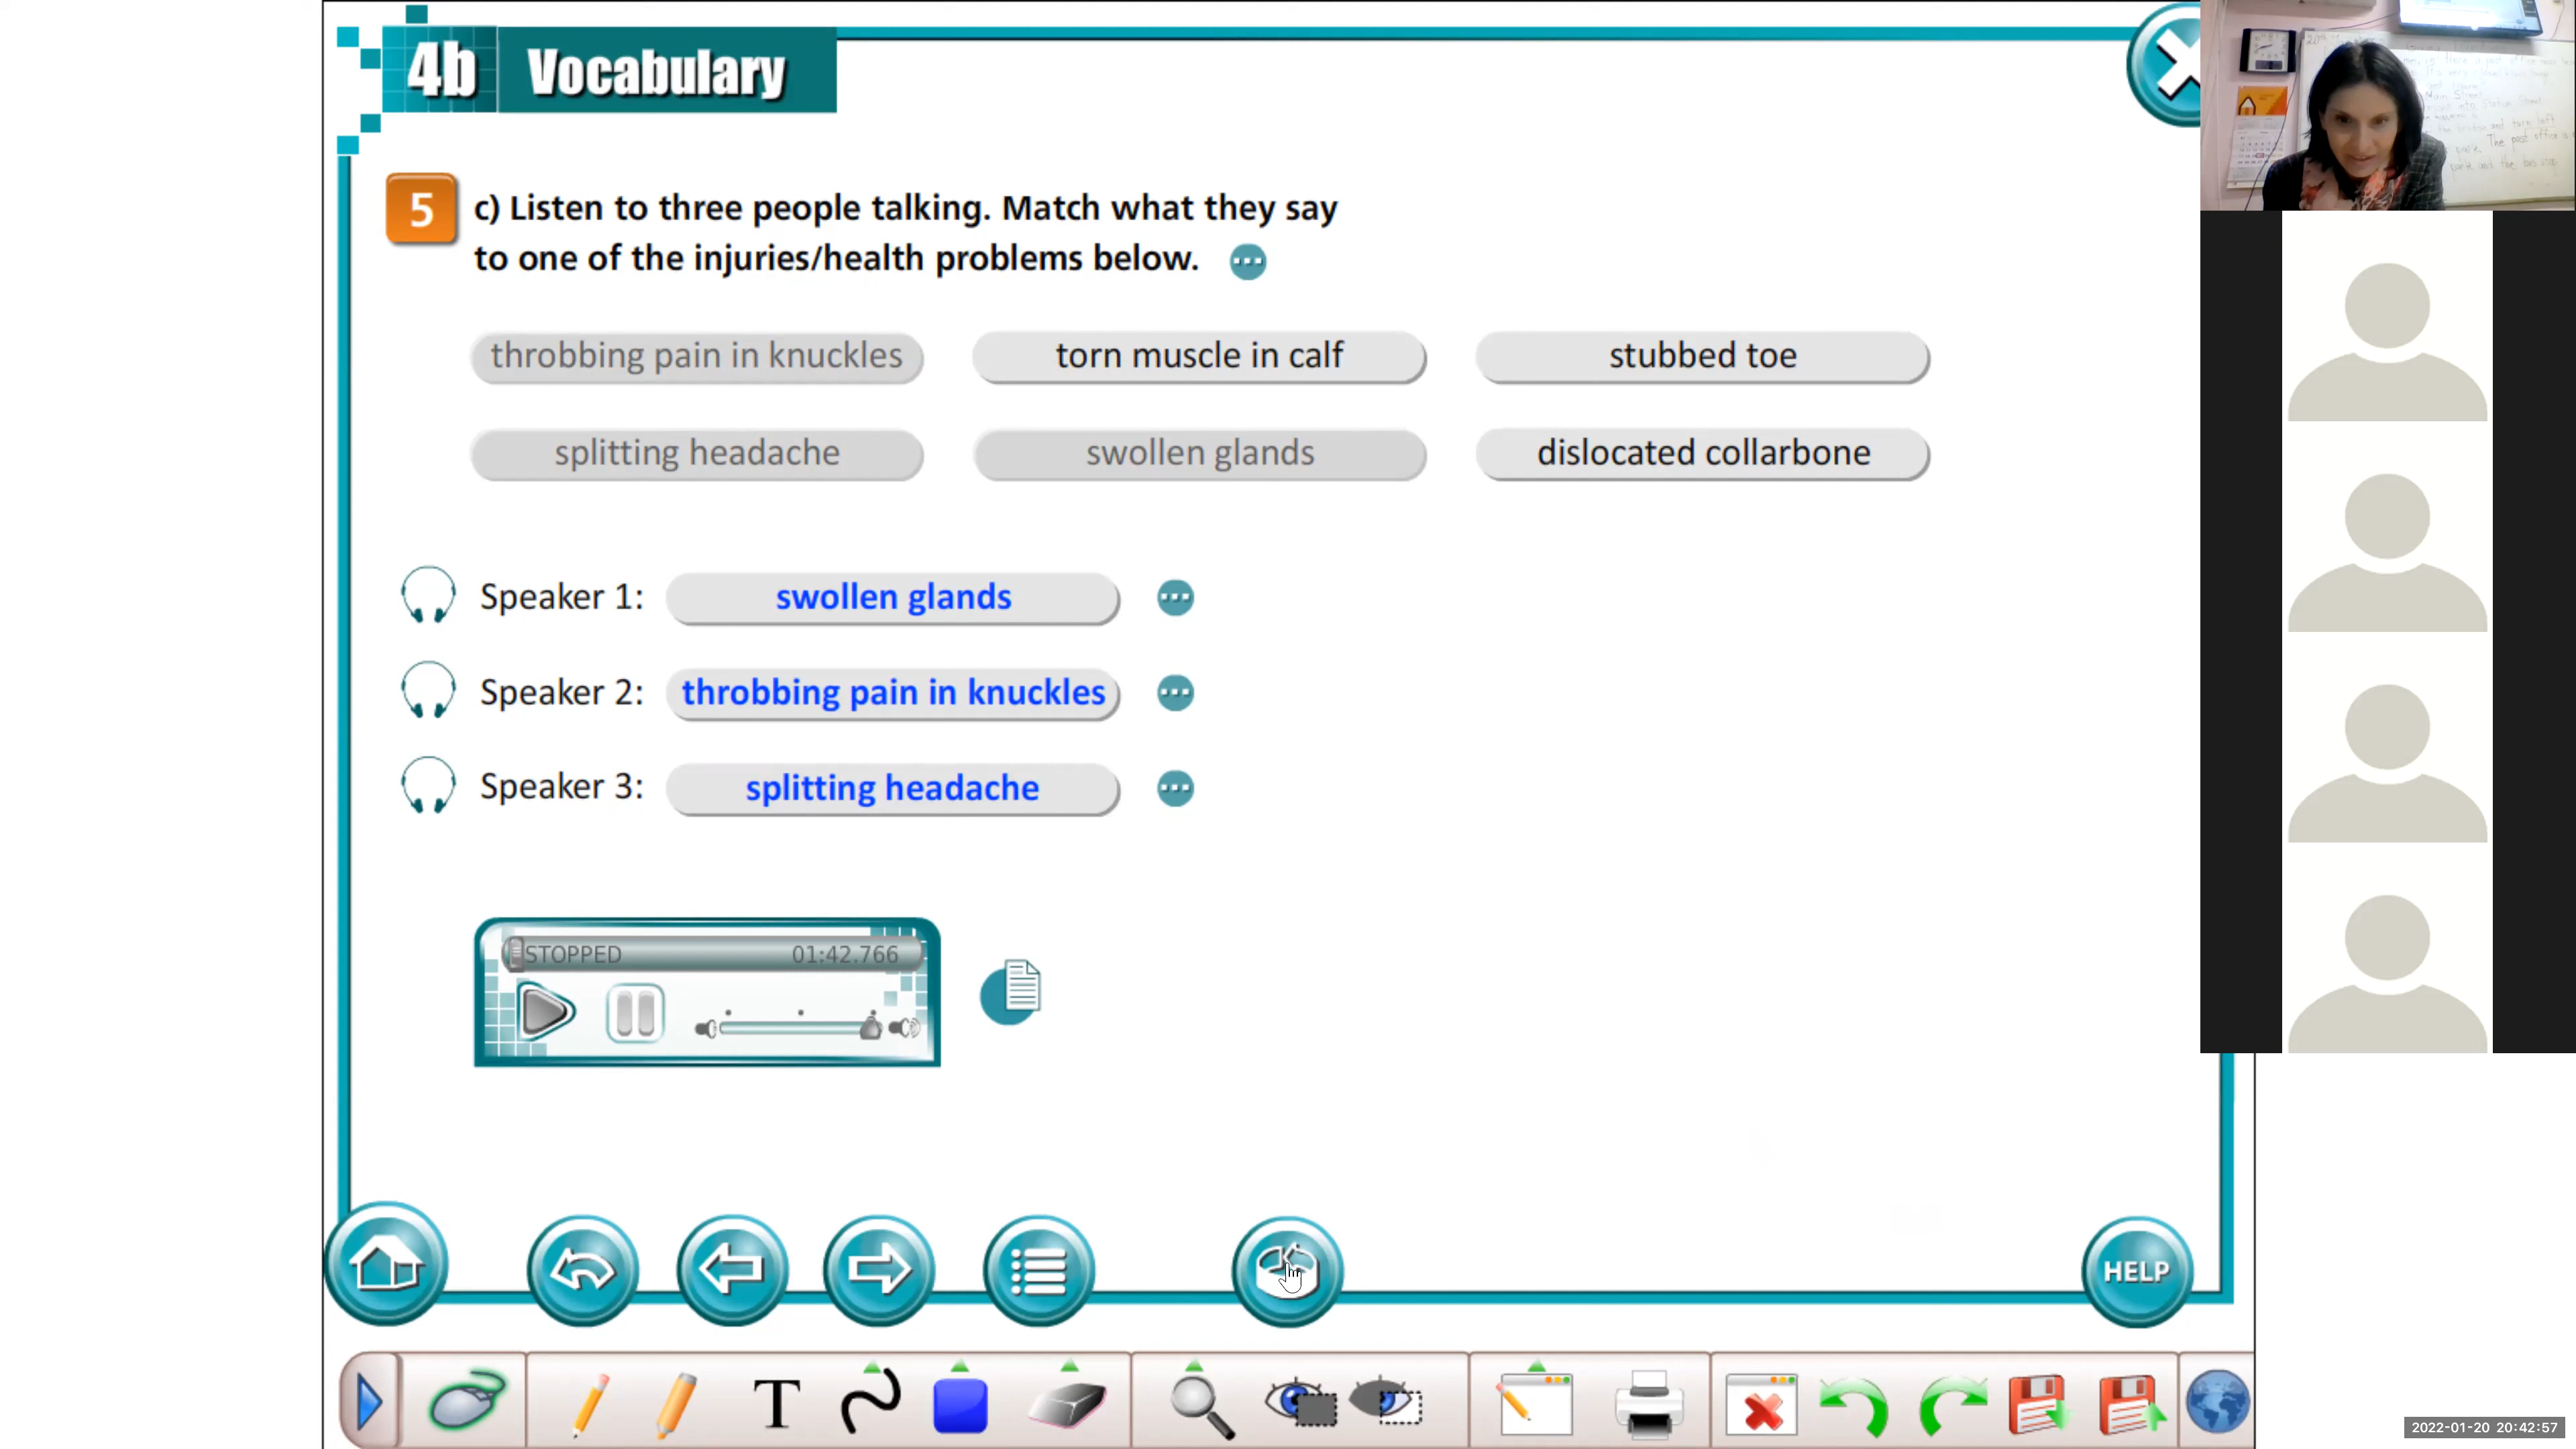 4b Vocabulary
5 c) Listen to three people talking. Match what they say
to one of the injuries/health problems below.
throbbing pain in knuckles torn muscle in calf stubbed toe
splitting headache swollen glands dislocated collarbone
Speaker 1: swollen glands
Speaker 2: throbbing pain in knuckles
Speaker 3: splitting headache
STOPPED 01:42.766
HELP
T
2022-01-20 20:42:57